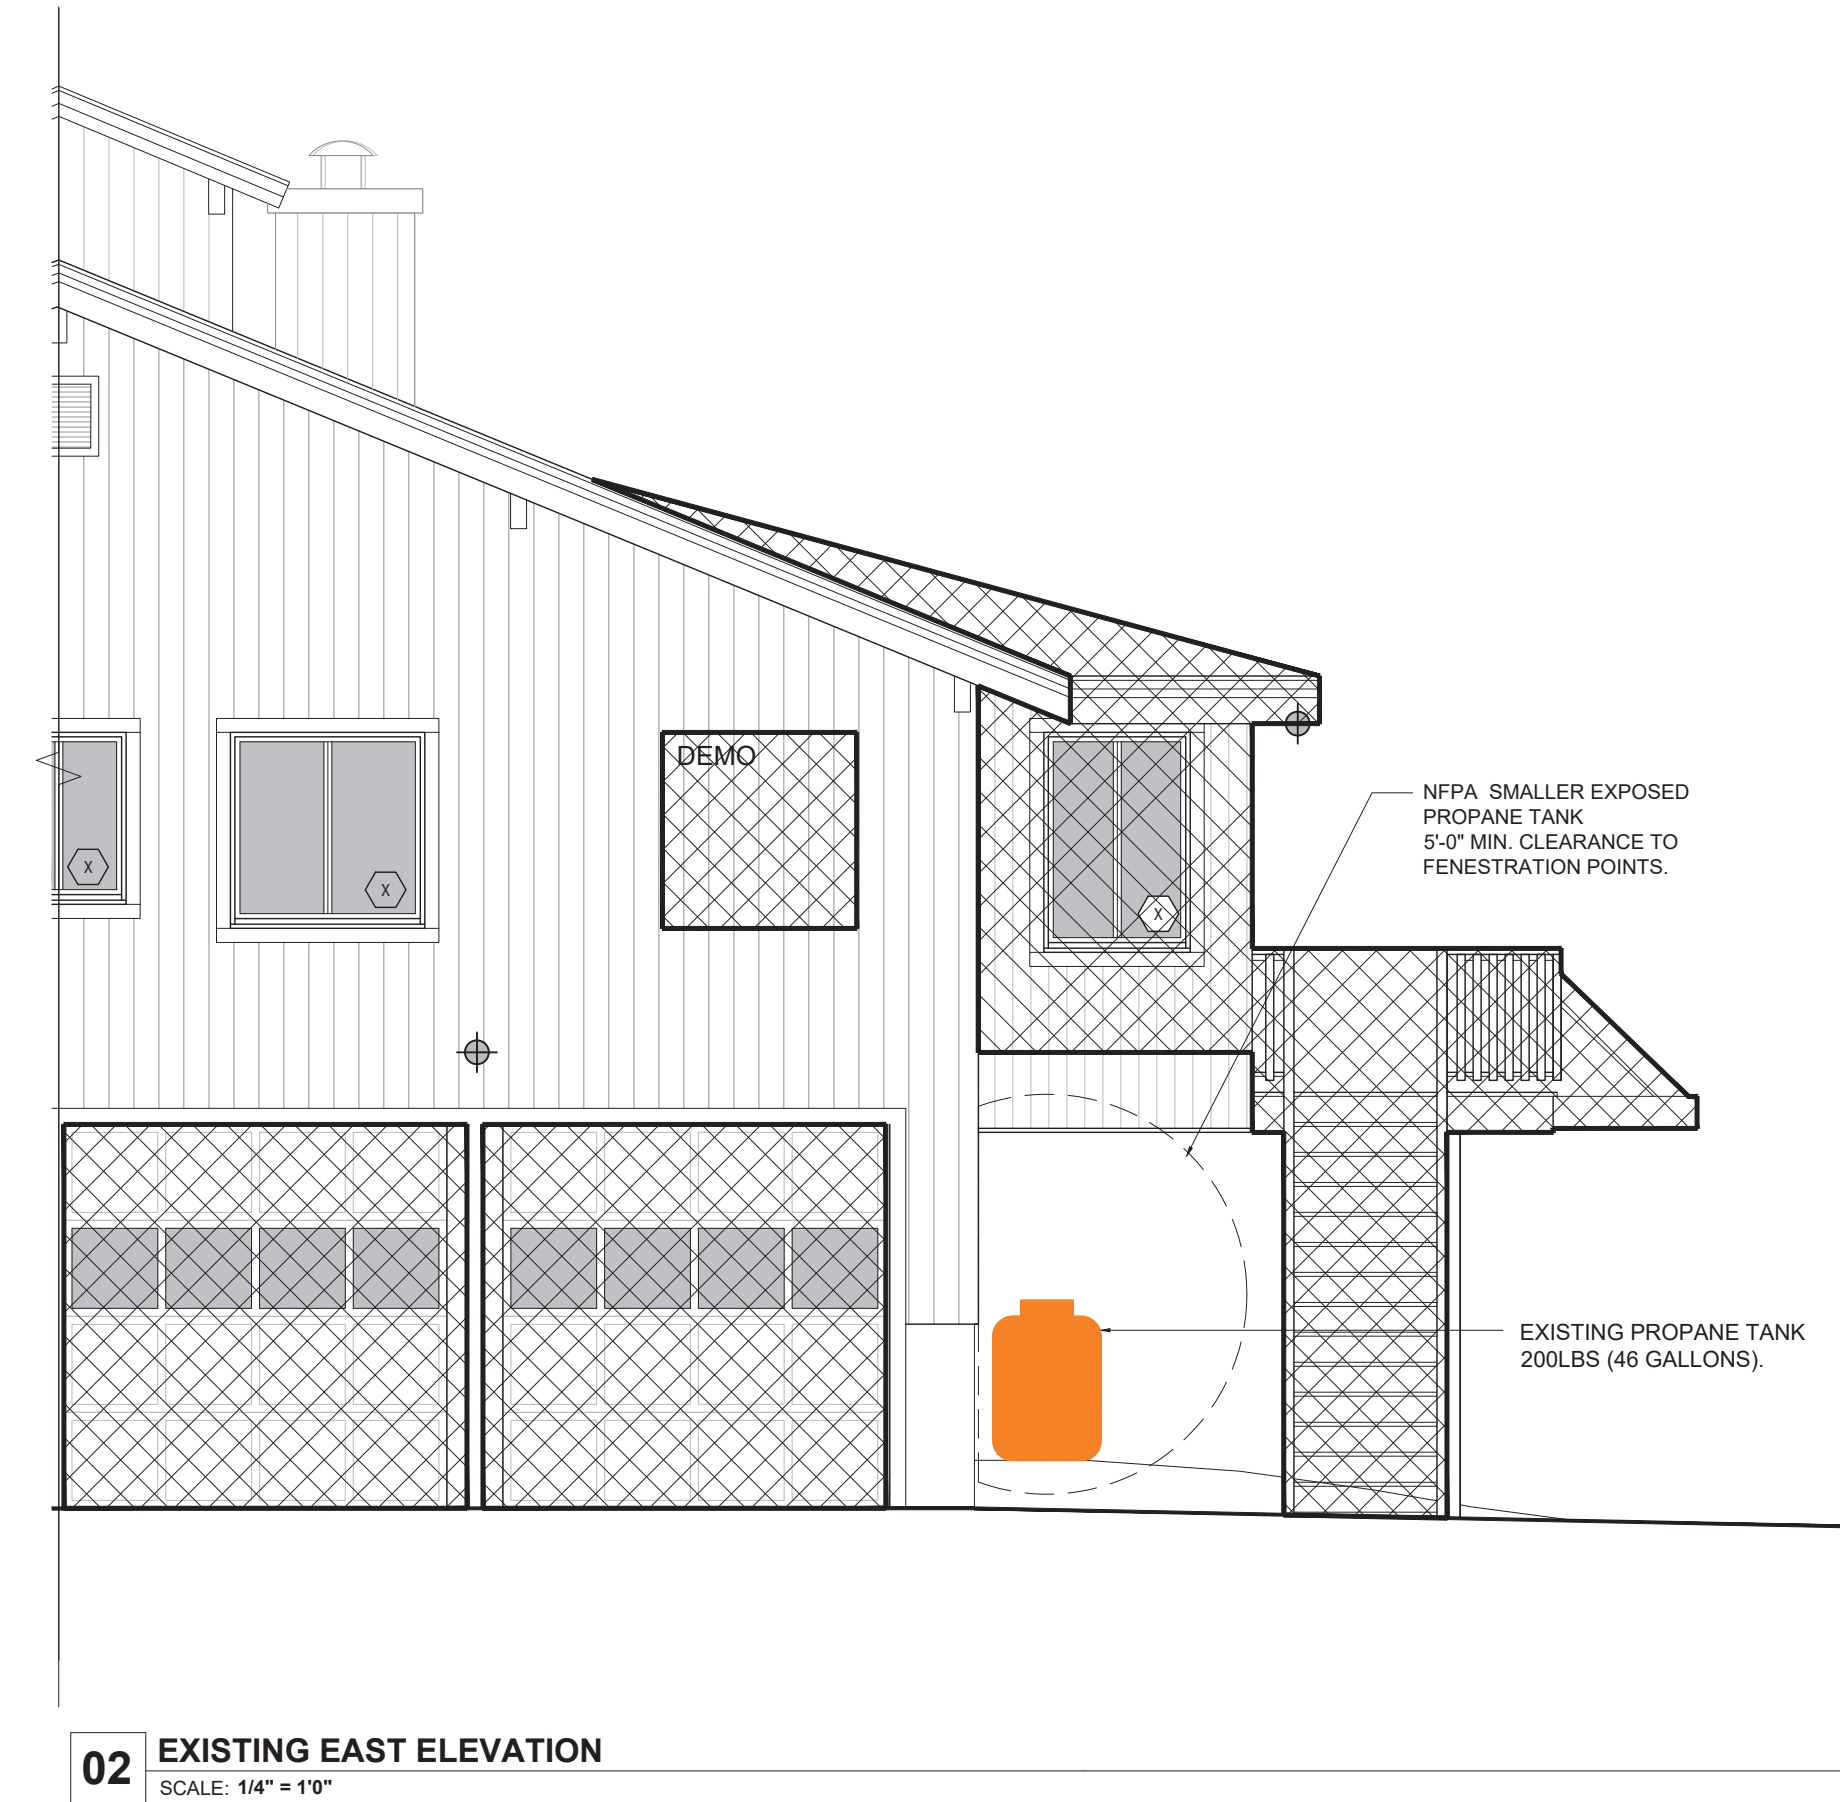 DEMO
NFPA  SMALLER EXPOSED
PROPANE TANK
5'-0" MIN. CLEARANCE TO
FENESTRATION POINTS.
X
X
X
EXISTING PROPANE TANK
200LBS (46 GALLONS).
02
EXISTING EAST ELEVATION
SCALE: 1/4" = 1'0"